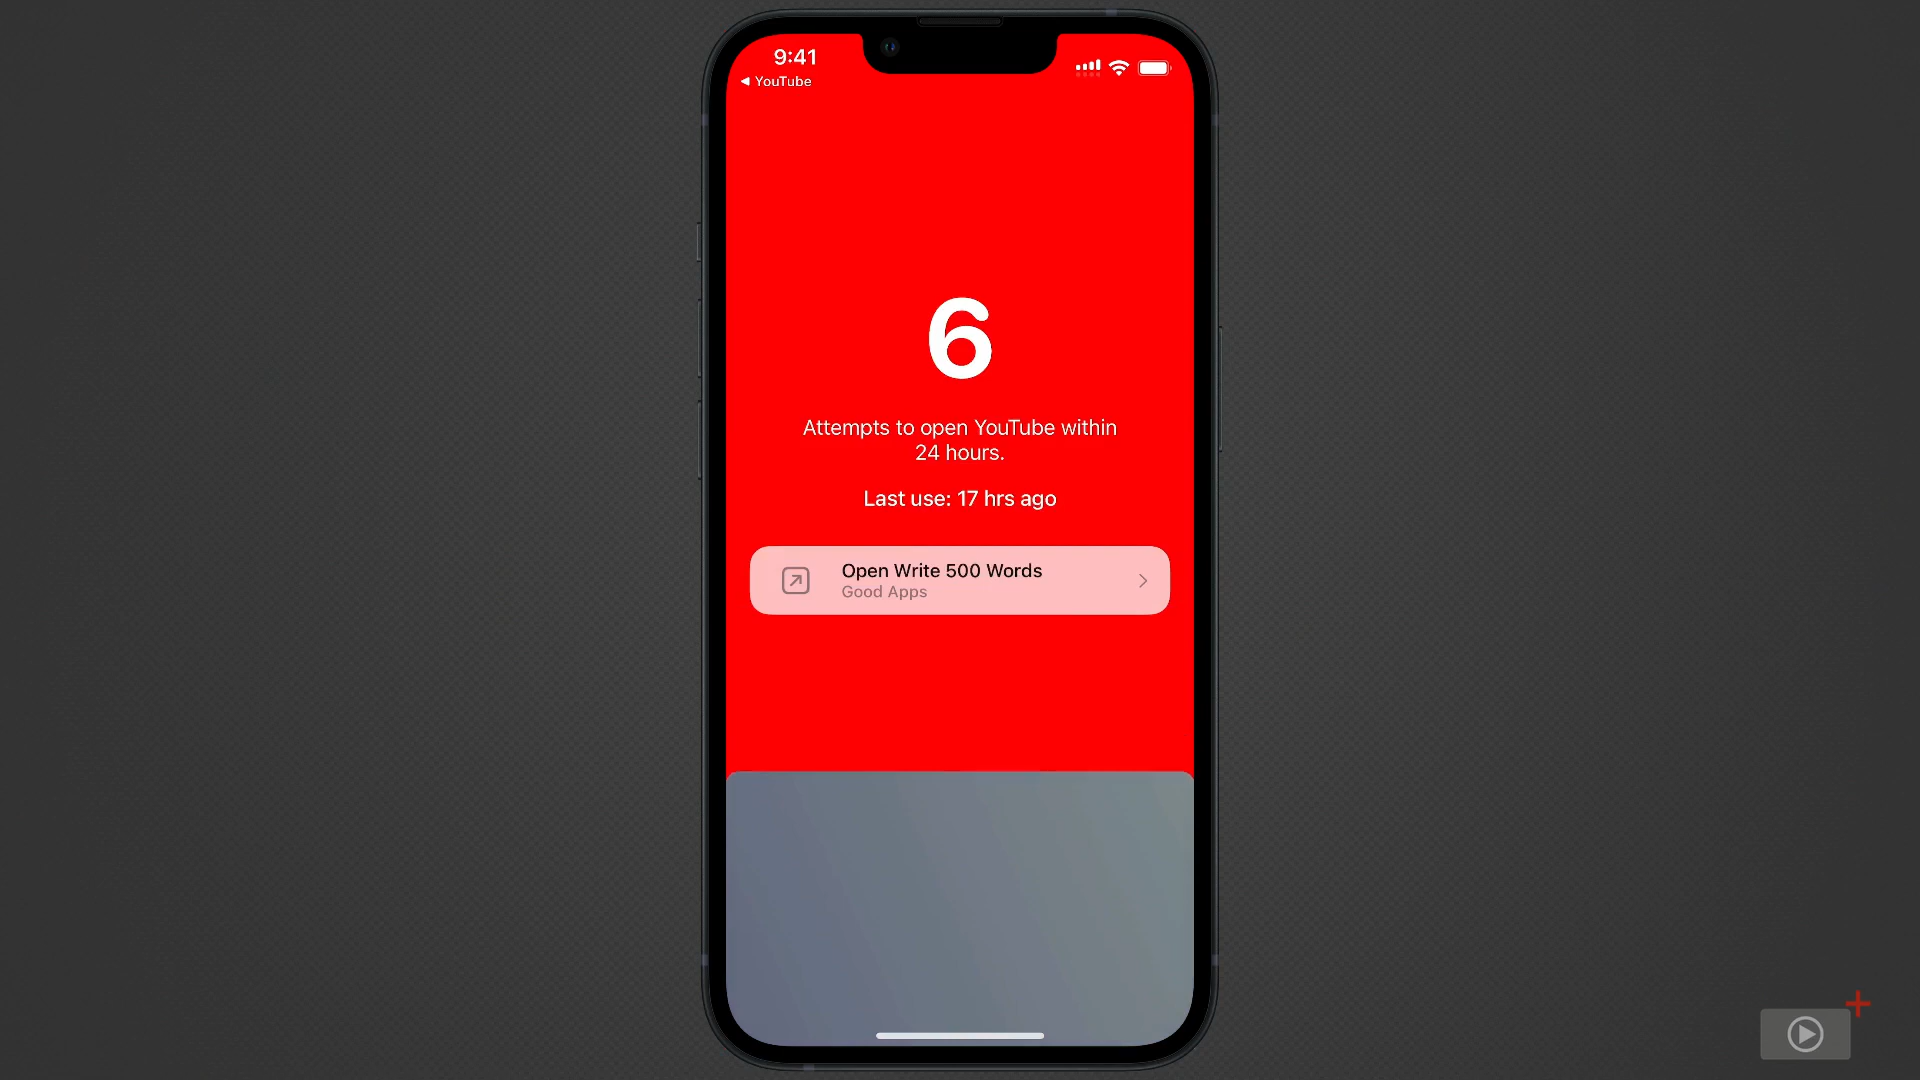 9:41
YouTube
6
Attempts to open YouTube within
24 hours.
Last use: 17 hrs ago
Open Write 500 Words
Good Apps